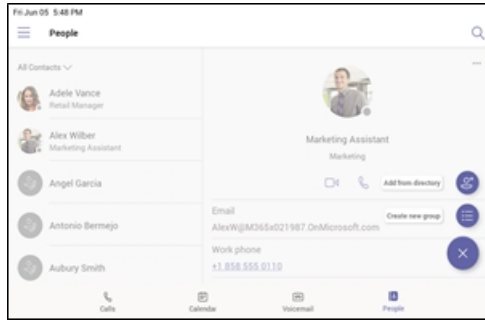 Fri Jun 05 5:48 PM
People
All Contacts
Adele Vance
Retail Manager
Alex Wilber
Marketing Assistant
Angel Garcia
Antonio Bermejo
Aubury Smith
Marketing Assistant
Marketing
Add from directory
Email
Create new group
AlexW@M365x021987.OnMicrosoft.com
Work phone
+1 858 555 0110
Calls
Calendar
Voicemail
People